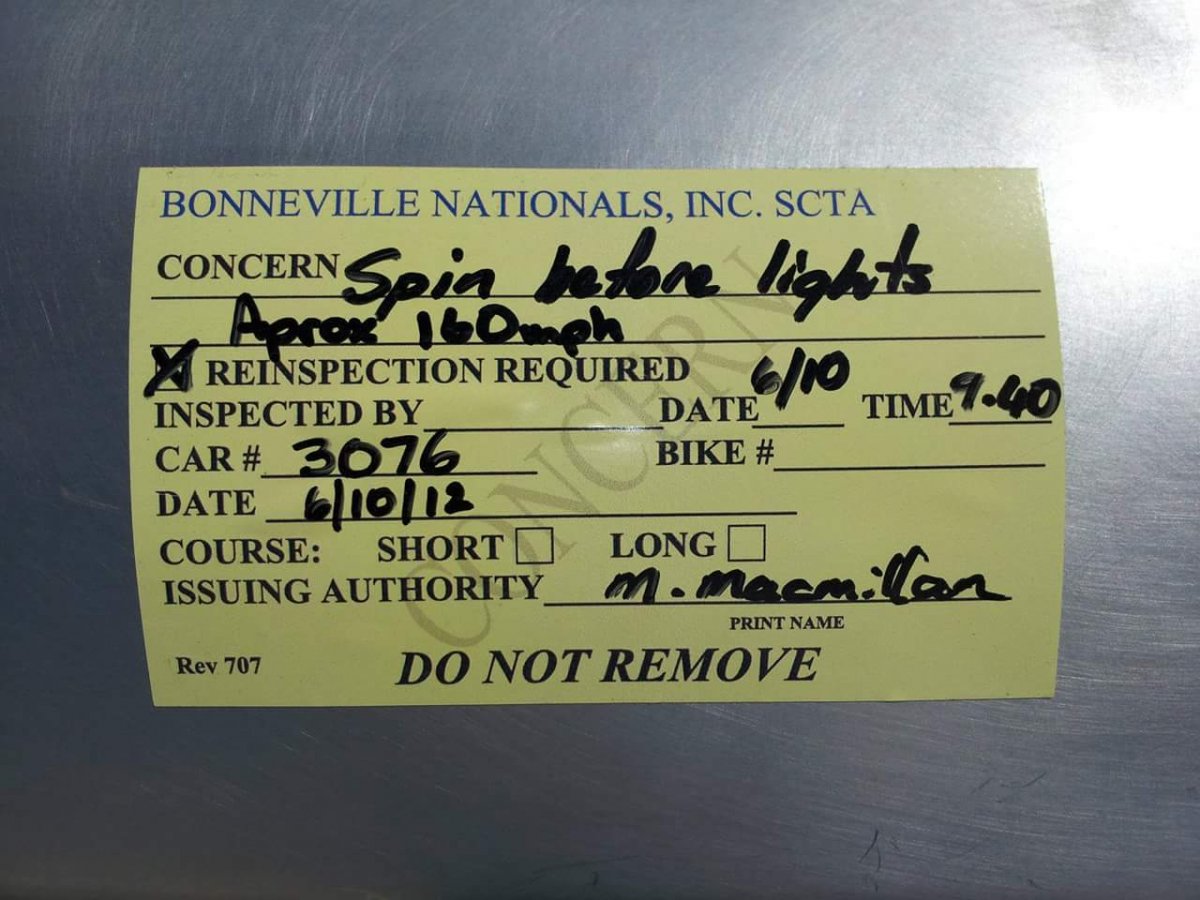 BONNEVILLE NATIONALS, INC. SCTA
CONCERN Spin before lights
Aprox 160mph
X REINSPECTION REQUIRED 6/10
INSPECTED BY DATE TIME 9.40
CAR # 3076 BIKE #
DATE 6/10/12
COURSE: SHORT LONG
ISSUING AUTHORITY M. Macmillan
PRINT NAME
Rev 707 DO NOT REMOVE
CONCERN